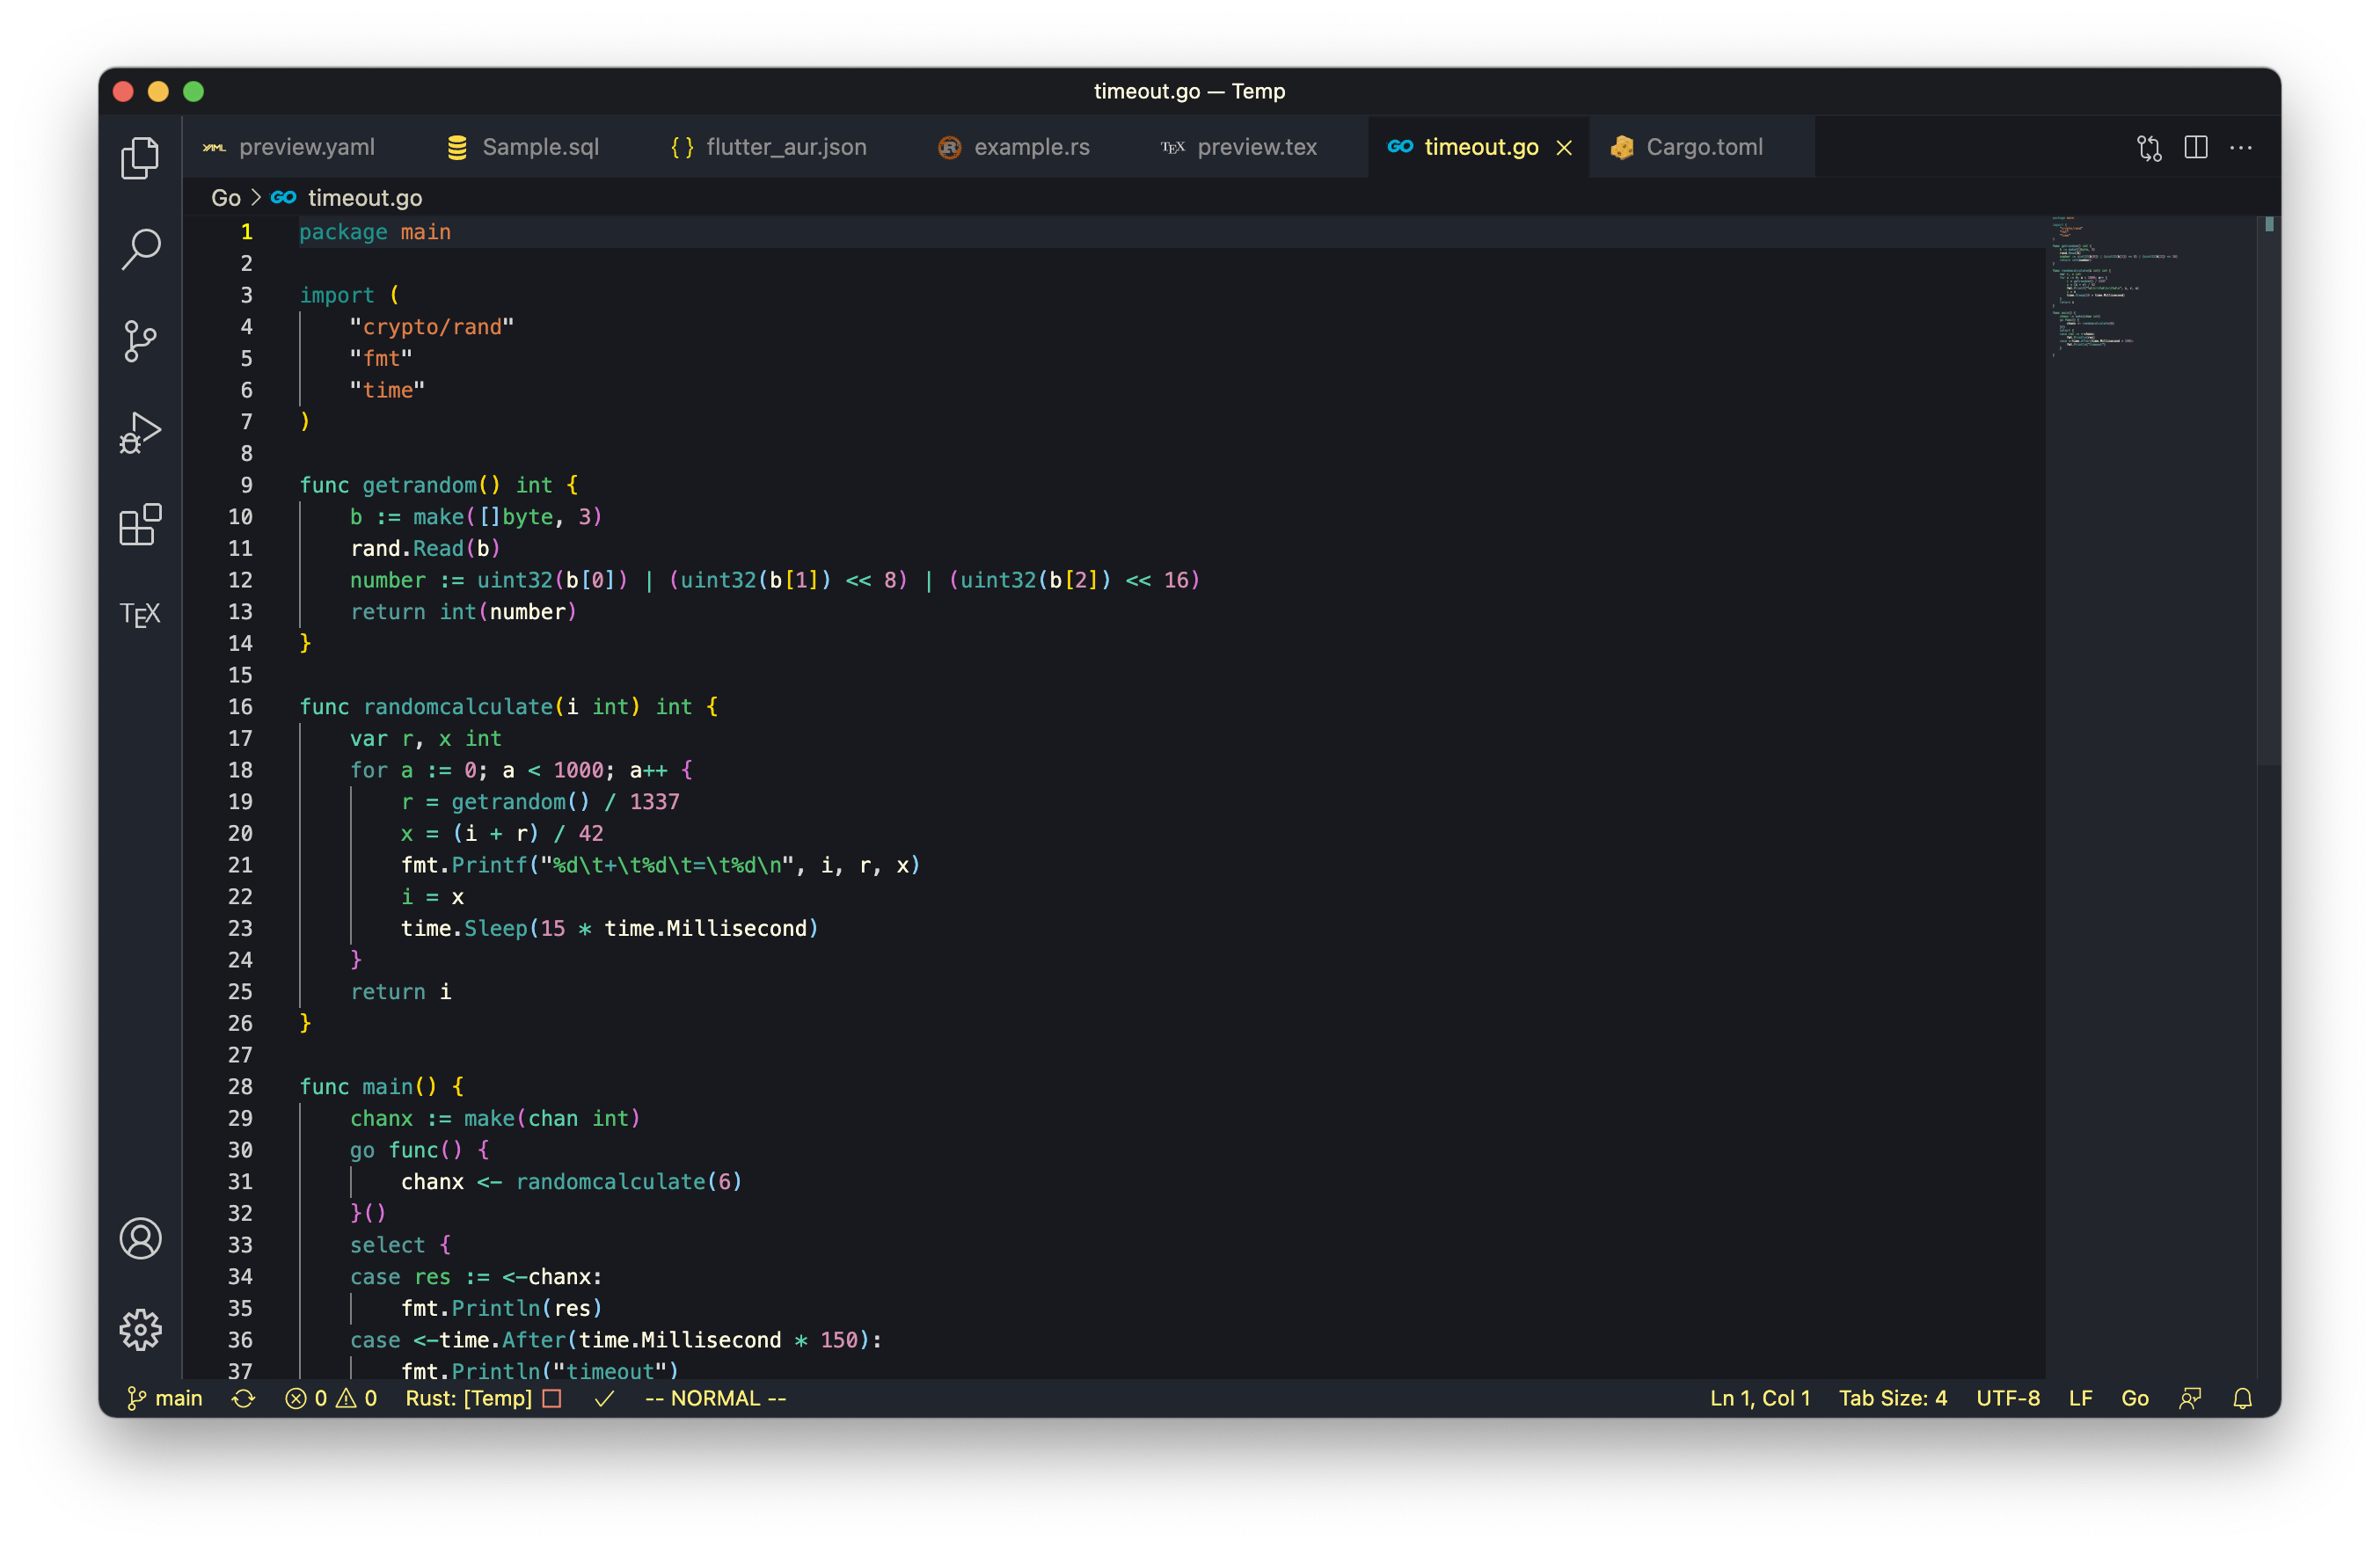 timeout.go — Temp
YAML preview.yaml Sample.sql {} flutter_aur.json example.rs TEX preview.tex GO timeout.go Cargo.toml
Go > GO timeout.go
1 package main
2
3 import (
4     "crypto/rand"
5     "fmt"
6     "time"
7 )
8
9 func getrandom() int {
10     b := make([]byte, 3)
11     rand.Read(b)
12     number := uint32(b[0]) | (uint32(b[1]) << 8) | (uint32(b[2]) << 16)
13     return int(number)
14 }
15
16 func randomcalculate(i int) int {
17     var r, x int
18     for a := 0; a < 1000; a++ {
19         r = getrandom() / 1337
20         x = (i + r) / 42
21         fmt.Printf("%d\t+\t%d\t=\t%d\n", i, r, x)
22         i = x
23         time.Sleep(15 * time.Millisecond)
24     }
25     return i
26 }
27
28 func main() {
29     chanx := make(chan int)
30     go func() {
31         chanx <- randomcalculate(6)
32     }()
33     select {
34     case res := <-chanx:
35         fmt.Println(res)
36     case <-time.After(time.Millisecond * 150):
37         fmt.Println("timeout")
TEX
main 0 0 Rust: [Temp] -- NORMAL -- Ln 1, Col 1 Tab Size: 4 UTF-8 LF Go